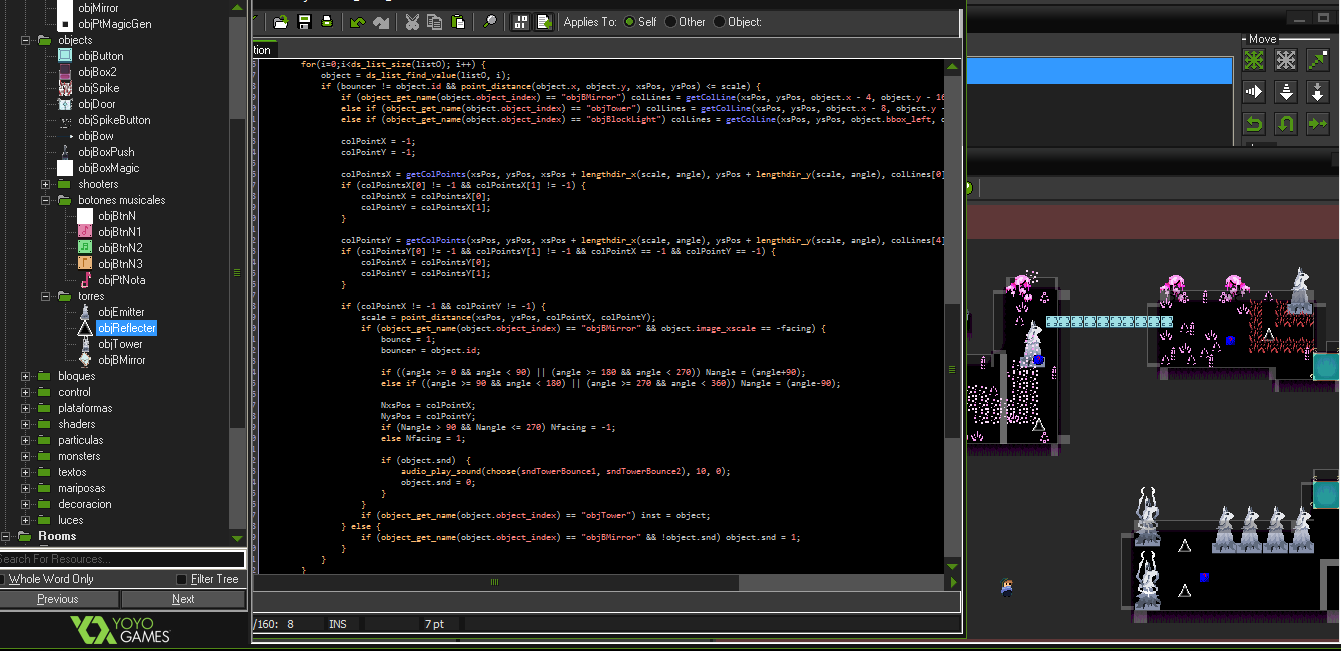 objMirror
objPtMagicGen
objects
objButton
objBox2
objSpike
objDoor
objSpikeButton
objBow
objBoxPush
objBoxMagic
shooters
botones musicales
objBtnN
objBtnN1
objBtnN2
objBtnN3
objPtNota
torres
objEmitter
objReflecter
objTower
objBMirror
bloques
control
plataformas
shaders
particulas
monsters
textos
mariposas
decoracion
luces
Rooms
Search For Resources...
Whole Word Only
Filter Tree
Previous
Next
YOYO
GAMES
Applies To: Self Other Object:
tion
for(i=0;i<ds_list_size(listO); i++) {
object = ds_list_find_value(listO, i);
if (bouncer != object.id && point_distance(object.x, object.y, xsPos, ysPos) <= scale) {
if (object_get_name(object.object_index) == "objBMirror") colLines = getColLine(xsPos, yPos, object.x - 4, object.y - 16
else if (object_get_name(object.object_index) == "objTower") colLines = getColLine(xsPos, yPos, object.x - 8, object.y -
else if (object_get_name(object.object_index) == "objBlockLight") colLines = getColLine(xsPos, ysPos, object.bbox_left,
colPointX = -1;
colPointY = -1;
colPointsX = getColPoints(xsPos, ysPos, xsPos + lengthdir_x(scale, angle), ysPos + lengthdir_y(scale, angle), colLines[0]
if (colPointsX[0] != -1 && colPointsX[1] != -1) {
colPointX = colPointsX[0];
colPointY = colPointsX[1];
}
colPointsY = getColPoints(xsPos, ysPos, xsPos + lengthdir_x(scale, angle), ysPos + lengthdir_y(scale, angle), colLines[4]
if (colPointsY[0] != -1 && colPointsY[1] != -1 && colPointX == -1 && colPointY == -1) {
colPointX = colPointsY[0];
colPointY = colPointsY[1];
}
if (colPointX != -1 && colPointY != -1) {
scale = point_distance(xsPos, ysPos, colPointX, colPointY);
if (object_get_name(object.object_index) == "objBMirror" && object.image_xscale == -facing) {
bounce = 1;
bouncer = object.id;
if ((angle >= 0 && angle < 90) || (angle >= 180 && angle < 270)) Nangle = (angle+90);
else if ((angle >= 90 && angle < 180) || (angle >= 270 && angle < 360)) Nangle = (angle-90);
NxsPos = colPointX;
NysPos = colPointY;
if (Nangle > 90 && Nangle <= 270) Nfacing = -1;
else Nfacing = 1;
if (object.snd) {
audio_play_sound(choose(sndTowerBounce1, sndTowerBounce2), 10, 0);
object.snd = 0;
}
}
if (object_get_name(object.object_index) == "objTower") inst = object;
} else {
if (object_get_name(object.object_index) == "objBMirror" && !object.snd) object.snd = 1;
}
}
}
/160: 8 INS 7 pt
Move